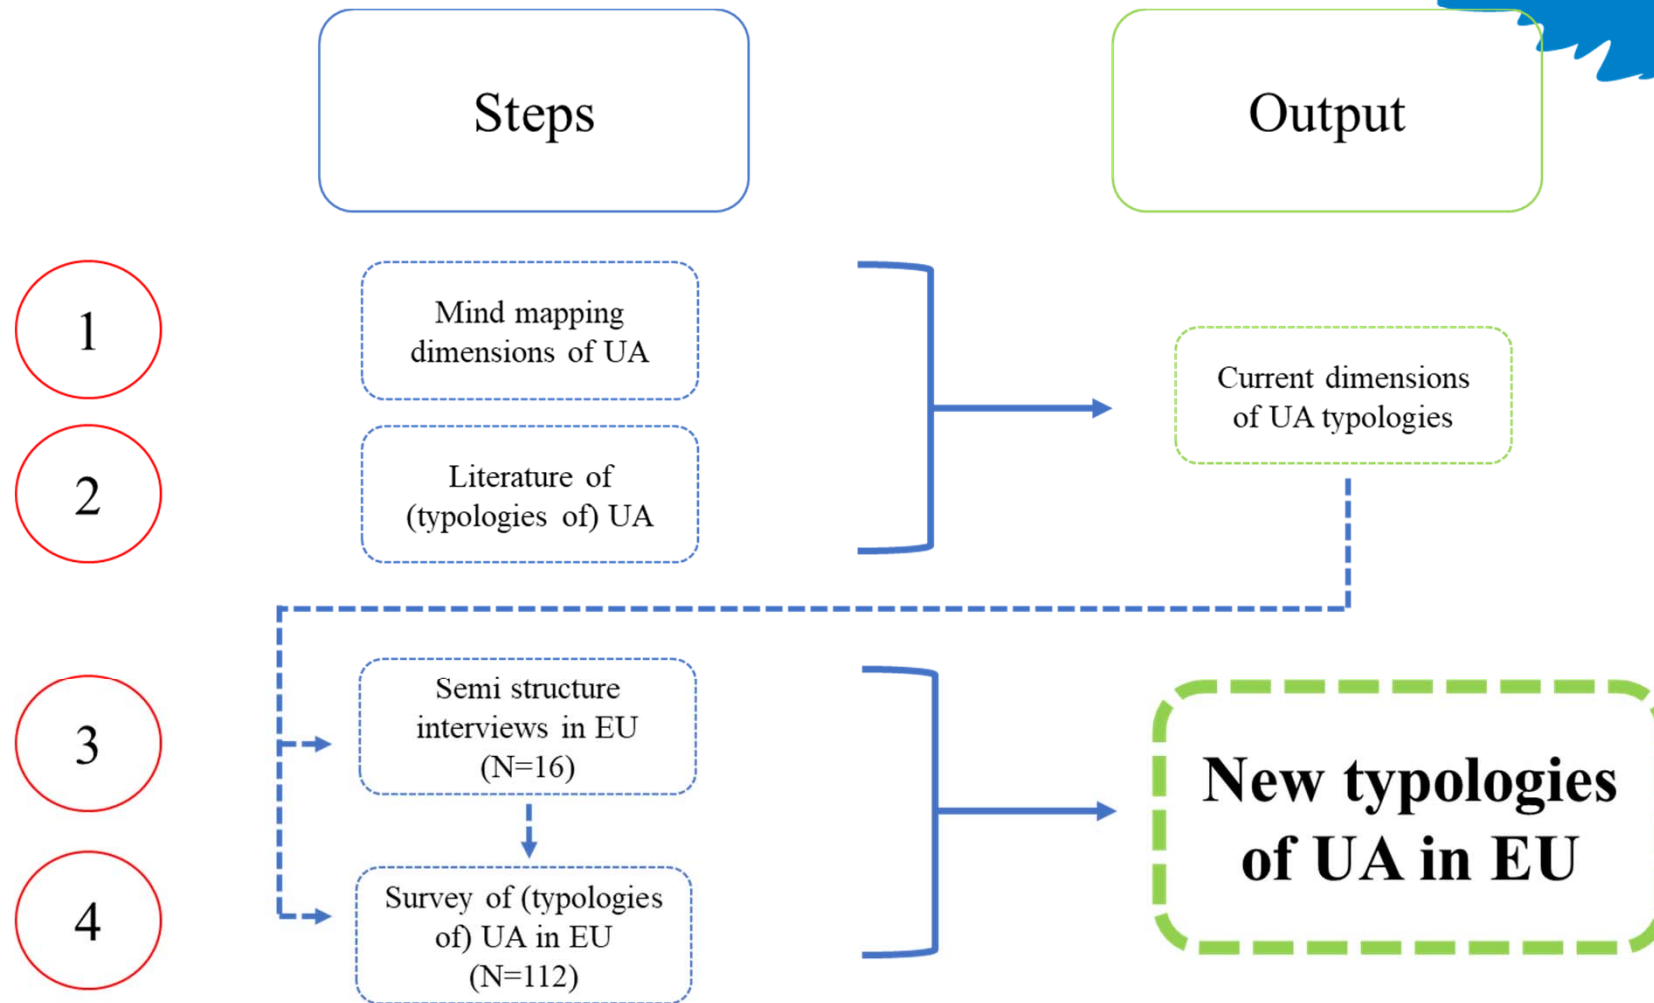 Steps
Output
1
Mind mapping
dimensions of UA
Current dimensions
of UA typologies
2
Literature of
(typologies of) UA
3
Semi structure
interviews in EU
(N=16)
New typologies
of UA in EU
4
Survey of (typologies
of) UA in EU
(N=112)